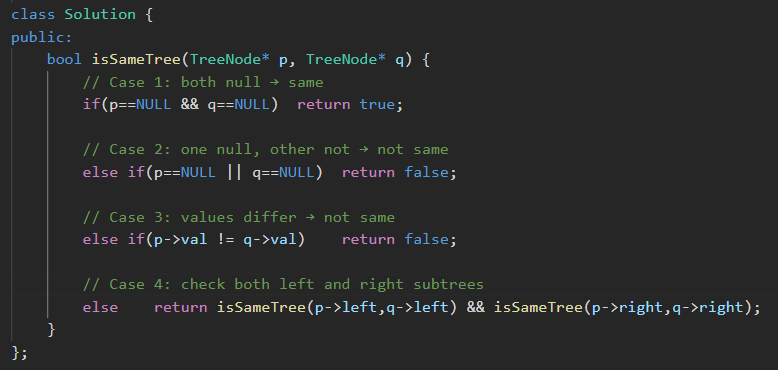 class Solution {
public:
    bool isSameTree(TreeNode* p, TreeNode* q) {
        // Case 1: both null → same
        if(p==NULL && q==NULL)  return true;

        // Case 2: one null, other not → not same
        else if(p==NULL || q==NULL)  return false;

        // Case 3: values differ → not same
        else if(p->val != q->val)    return false;

        // Case 4: check both left and right subtrees
        else    return isSameTree(p->left,q->left) && isSameTree(p->right,q->right);
    }
};